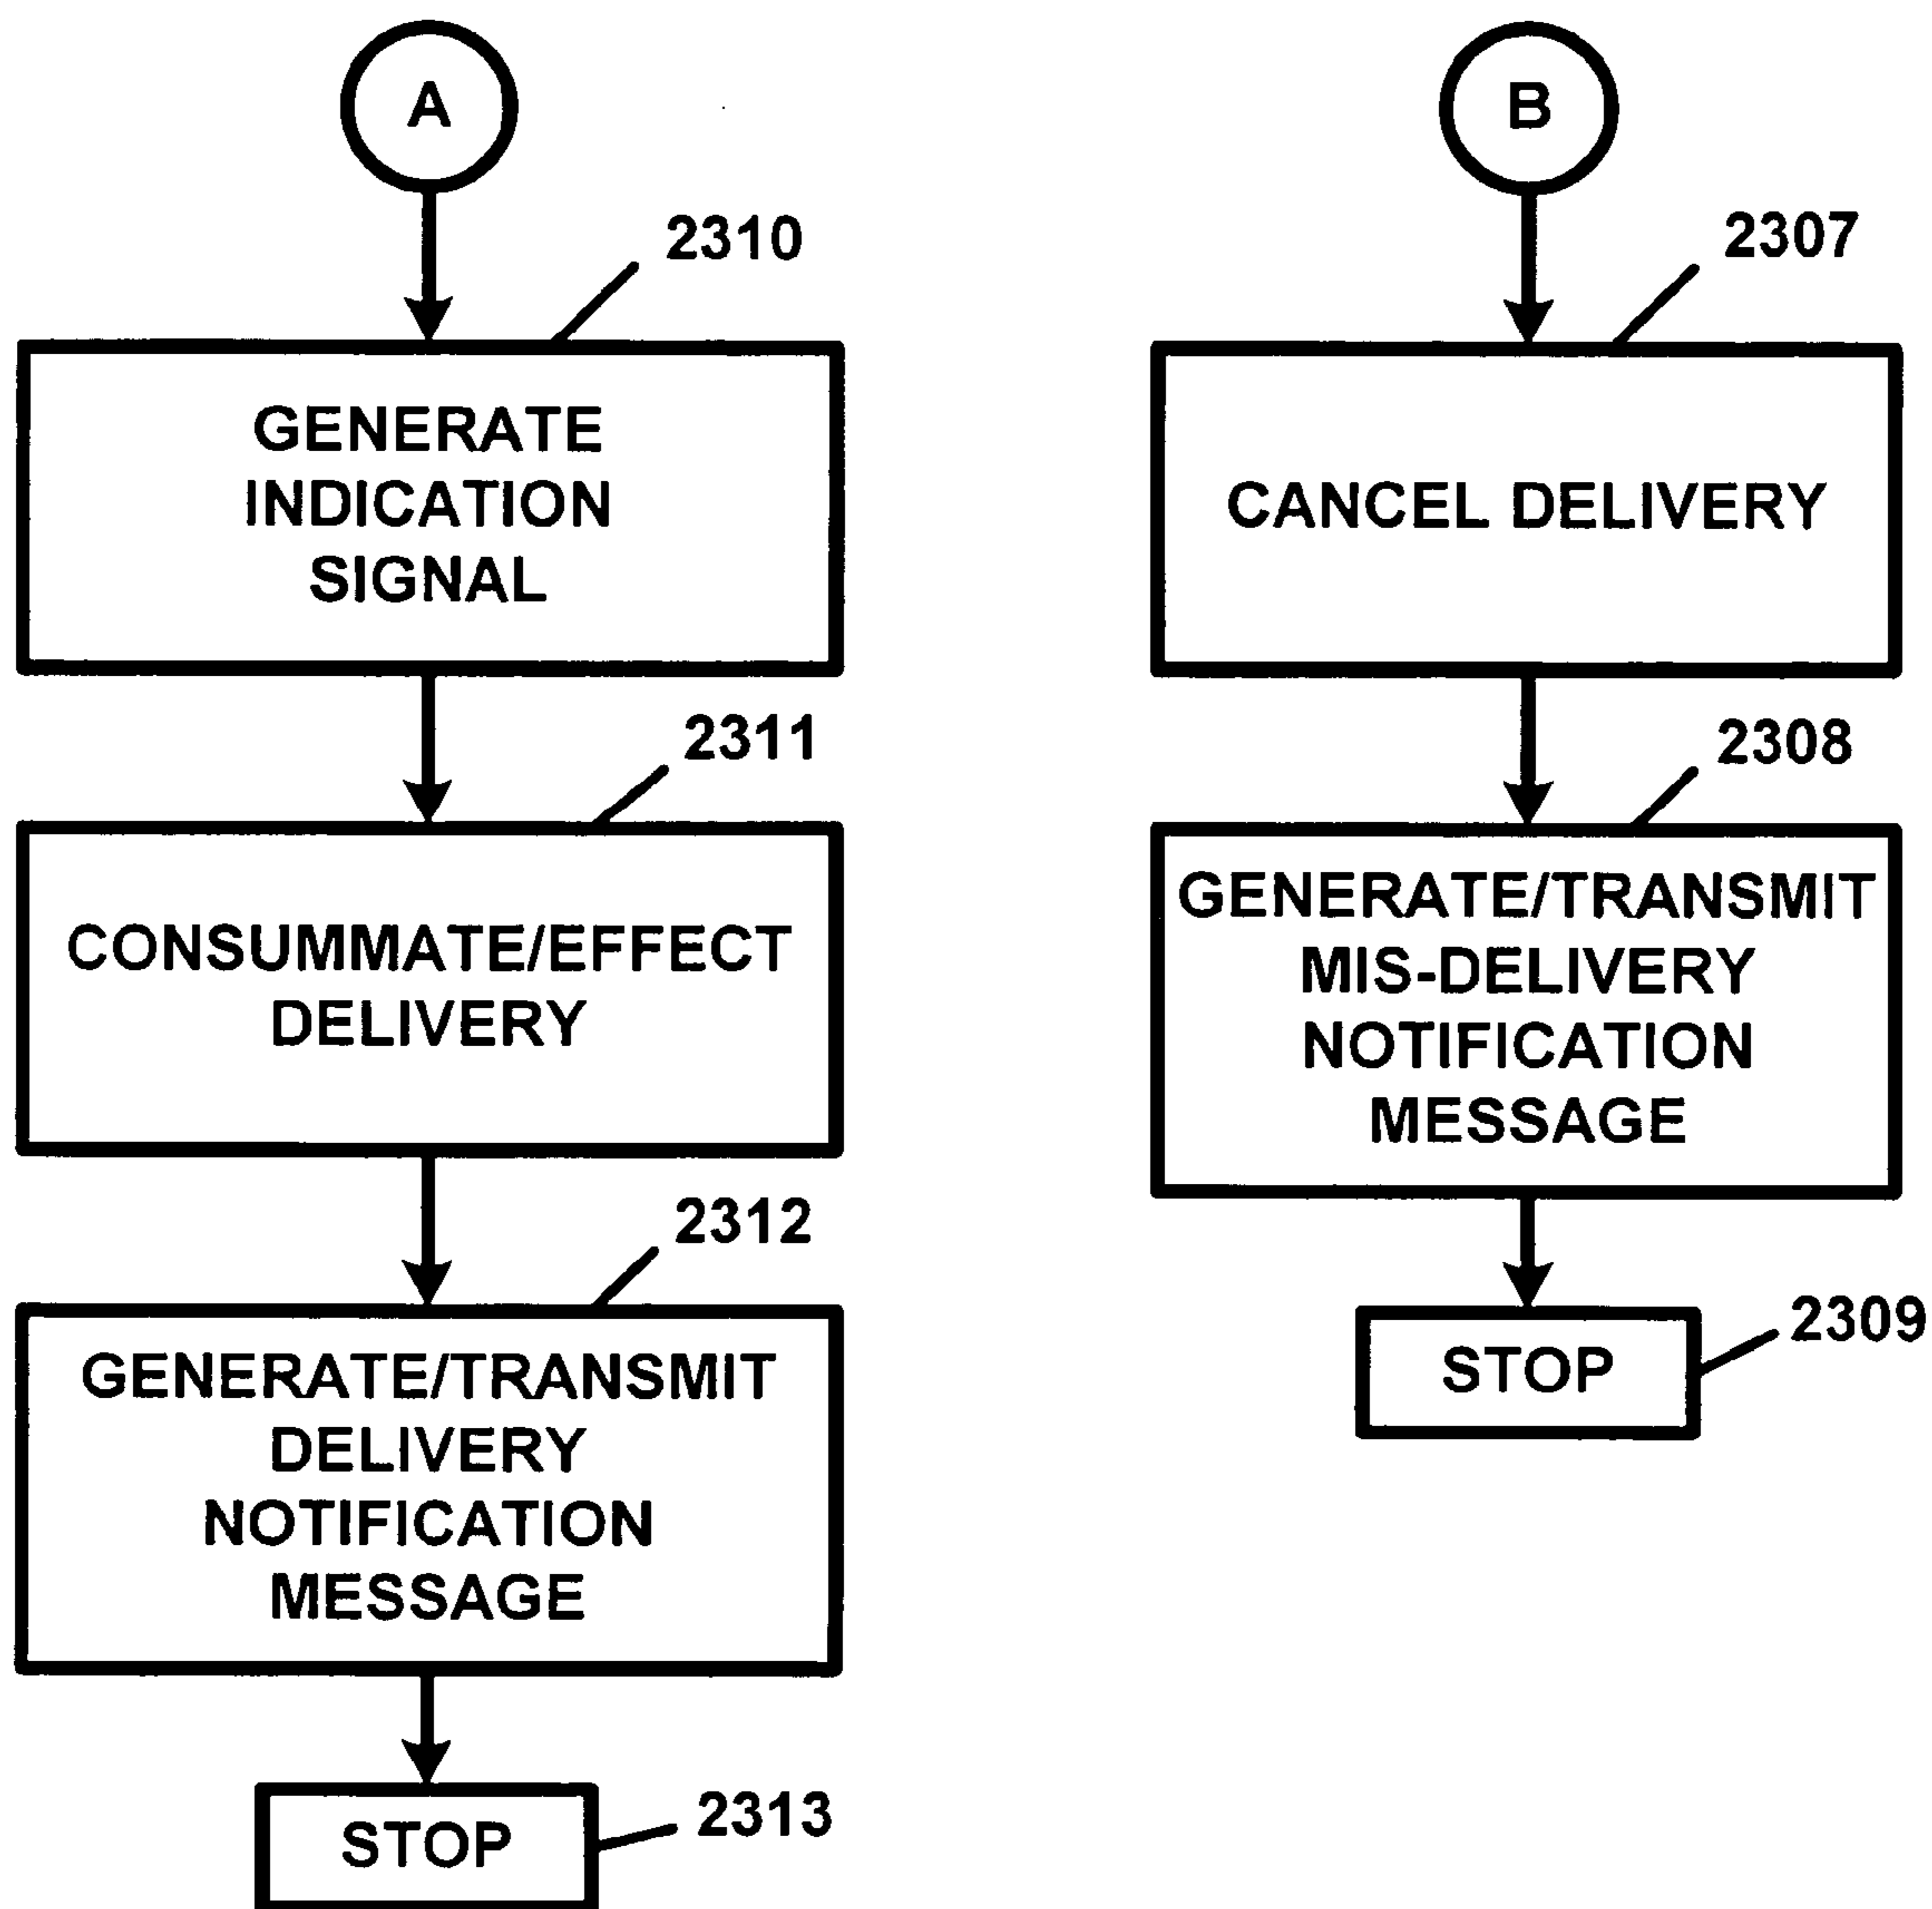 A
2310
GENERATE
INDICATION
SIGNAL
2311
CONSUMMATE/EFFECT
DELIVERY
2312
GENERATE/TRANSMIT
DELIVERY
NOTIFICATION
MESSAGE
STOP
2313
B
2307
CANCEL DELIVERY
2308
GENERATE/TRANSMIT
MIS-DELIVERY
NOTIFICATION
MESSAGE
STOP
2309